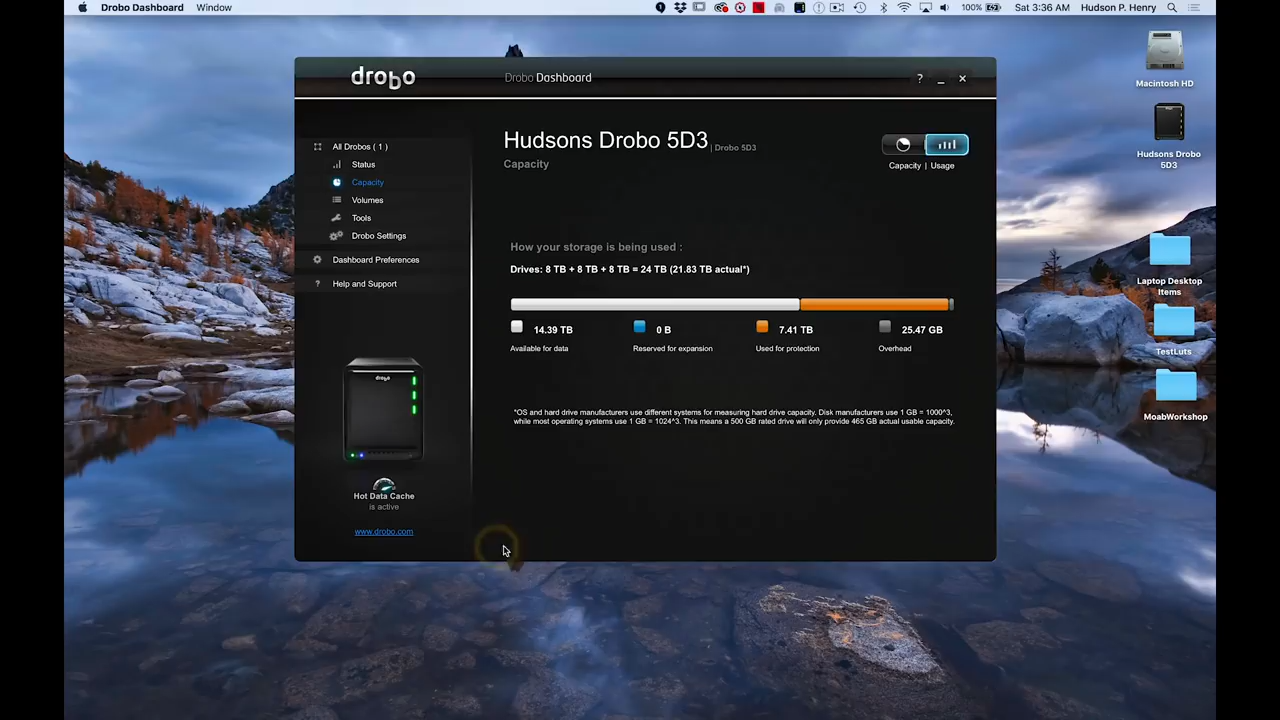 Drobo Dashboard Window 100% Sat 3:36 AM Hudson P. Henry
drobo Drobo Dashboard ? _ ×
Macintosh HD
Hudsons Drobo
5D3
Laptop Desktop
Items
TestLuts
MoabWorkshop
All Drobos ( 1 )
Status
Capacity
Volumes
Tools
Drobo Settings
Dashboard Preferences
? Help and Support
drobo
Hot Data Cache
is active
www.drobo.com
Hudsons Drobo 5D3 | Drobo 5D3
Capacity
Capacity | Usage
How your storage is being used :
Drives: 8 TB + 8 TB + 8 TB = 24 TB (21.83 TB actual*)
14.39 TB 0 B 7.41 TB 25.47 GB
Available for data Reserved for expansion Used for protection Overhead
*OS and hard drive manufacturers use different systems for measuring hard drive capacity. Disk manufacturers use 1 GB = 1000^3,
while most operating systems use 1 GB = 1024^3. This means a 500 GB rated drive will only provide 465 GB actual usable capacity.